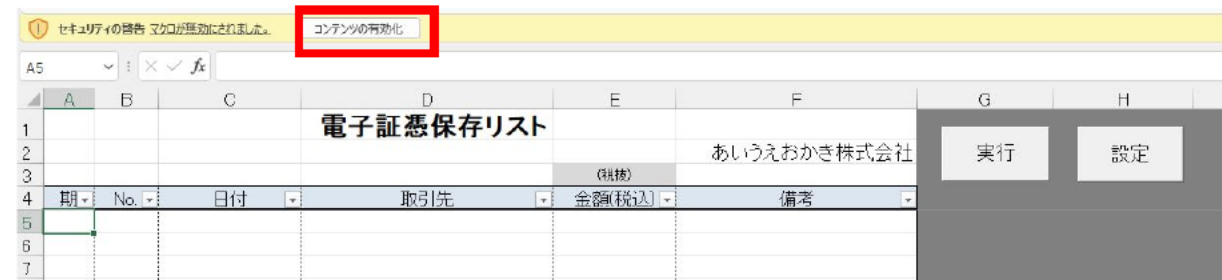 セキュリティの警告 マクロが無効にされました。 コンテンツの有効化
A5 fx
A B C D E F G H
1 電子証憑保存リスト
2 あいうえおかき株式会社 実行 設定
3 (税抜)
4 期 No. 日付 取引先 金額(税込) 備考
5
6
7